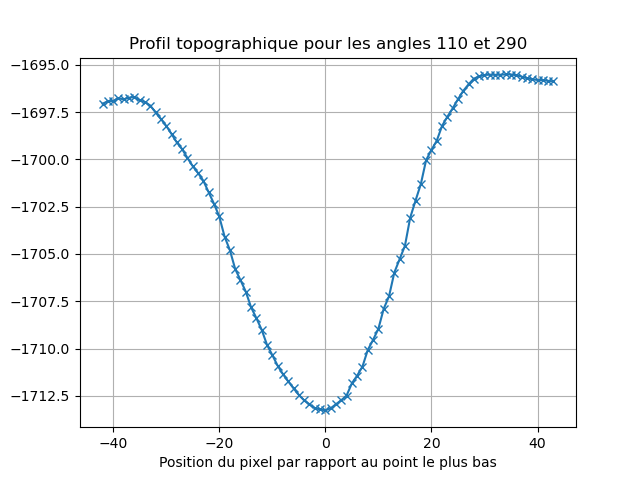 Profil topographique pour les angles 110 et 290
−1695.0
−1697.5
−1700.0
−1702.5
−1705.0
−1707.5
−1710.0
−1712.5
−40 −20 0 20 40
Position du pixel par rapport au point le plus bas